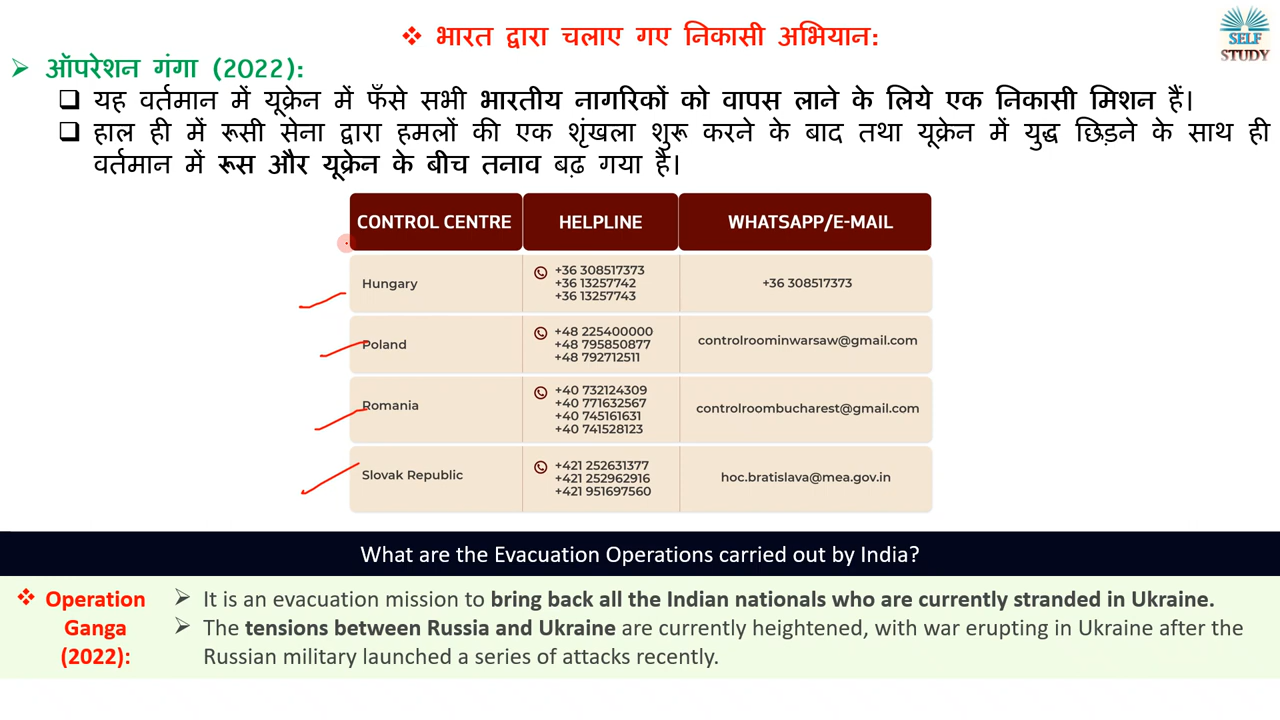 ❖ भारत द्वारा चलाए गए निकासी अभियान:
SELF
STUDY
➢ ऑपरेशन गंगा (2022):
❑ यह वर्तमान में यूक्रेन में फँसे सभी भारतीय नागरिकों को वापस लाने के लिये एक निकासी मिशन हैं।
❑ हाल ही में रूसी सेना द्वारा हमलों की एक शृंखला शुरू करने के बाद तथा यूक्रेन में युद्ध छिड़ने के साथ ही
वर्तमान में रूस और यूक्रेन के बीच तनाव बढ़ गया है।
CONTROL CENTRE HELPLINE WHATSAPP/E-MAIL
+36 308517373
Hungary +36 13257742 +36 308517373
+36 13257743
+48 225400000
Poland +48 795850877 controlroominwarsaw@gmail.com
+48 792712511
+40 732124309
Romania +40 771632567 controlroombucharest@gmail.com
+40 745161631
+40 741528123
+421 252631377
Slovak Republic +421 252962916 hoc.bratislava@mea.gov.in
+421 951697560
What are the Evacuation Operations carried out by India?
❖ Operation ➢ It is an evacuation mission to bring back all the Indian nationals who are currently stranded in Ukraine.
Ganga ➢ The tensions between Russia and Ukraine are currently heightened, with war erupting in Ukraine after the
(2022): Russian military launched a series of attacks recently.